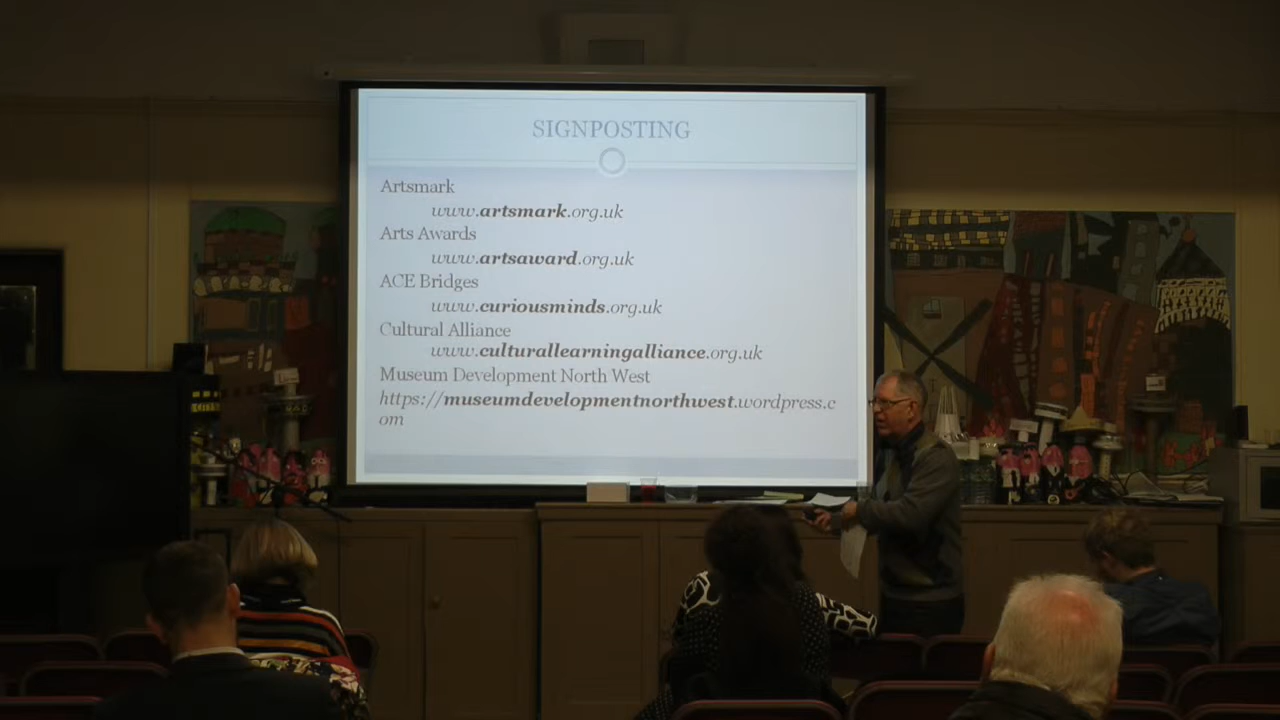 SIGNPOSTING
Artsmark
www.artsmark.org.uk
Arts Awards
www.artsaward.org.uk
ACE Bridges
www.curiousminds.org.uk
Cultural Alliance
www.culturallearningalliance.org.uk
Museum Development North West
https://museumdevelopmentnorthwest.wordpress.c
om